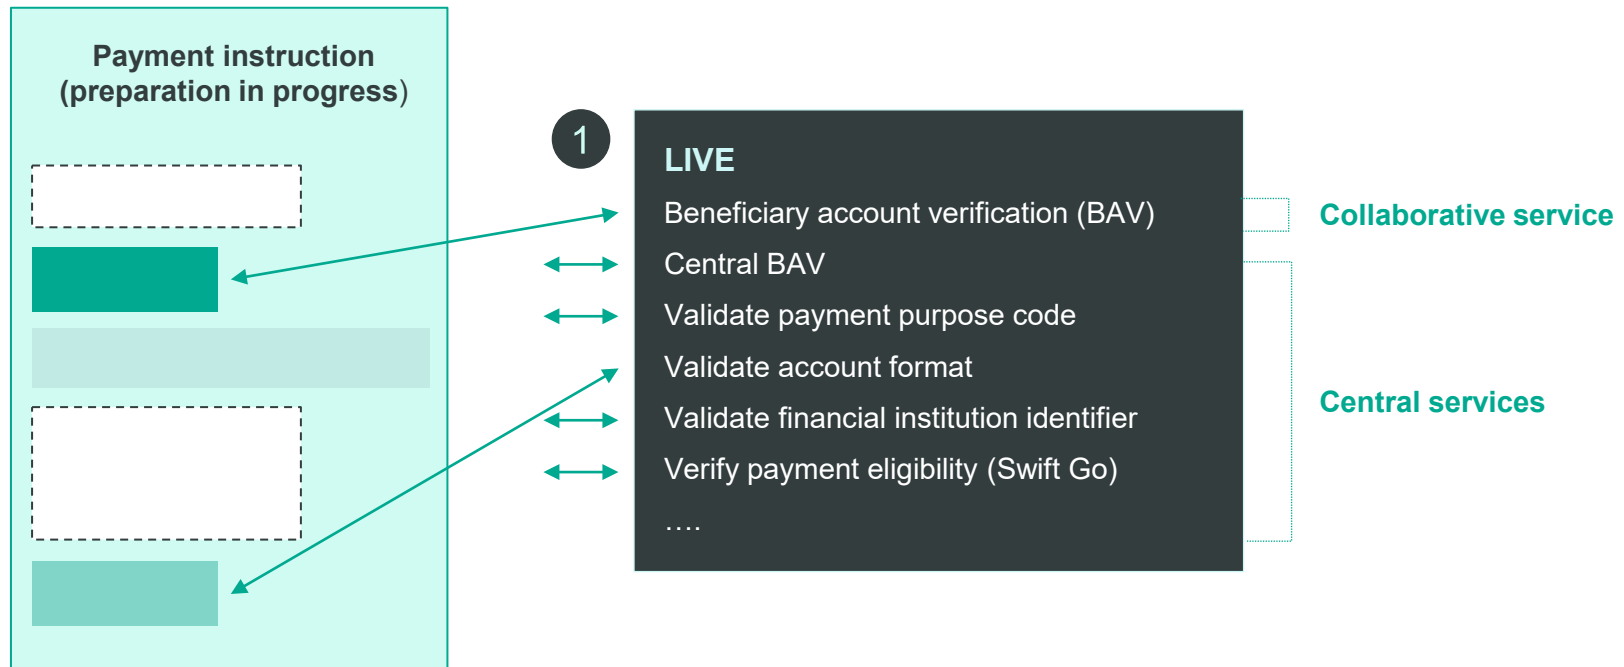 Payment instruction
(preparation in progress)
1
LIVE
Beneficiary account verification (BAV)
Central BAV
Validate payment purpose code
Validate account format
Validate financial institution identifier
Verify payment eligibility (Swift Go)
….
Collaborative service
Central services